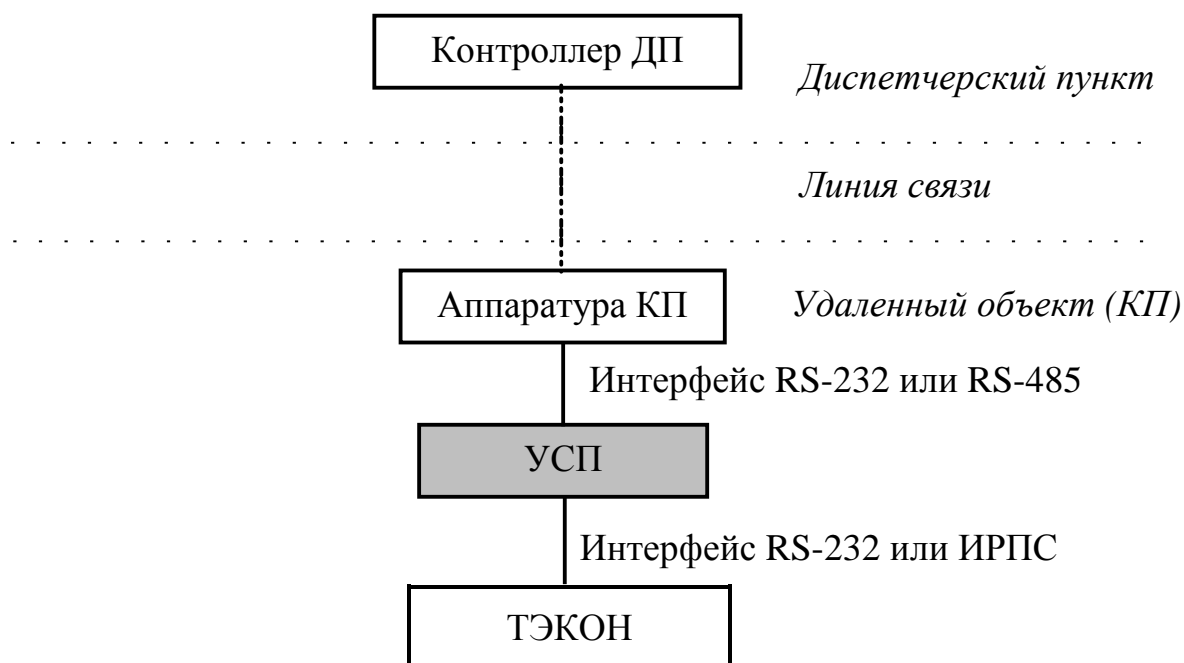 Контроллер ДП
Диспетчерский пункт
Линия связи
Аппаратура КП
Удаленный объект (КП)
Интерфейс RS-232 или RS-485
УСП
Интерфейс RS-232 или ИРПС
ТЭКОН